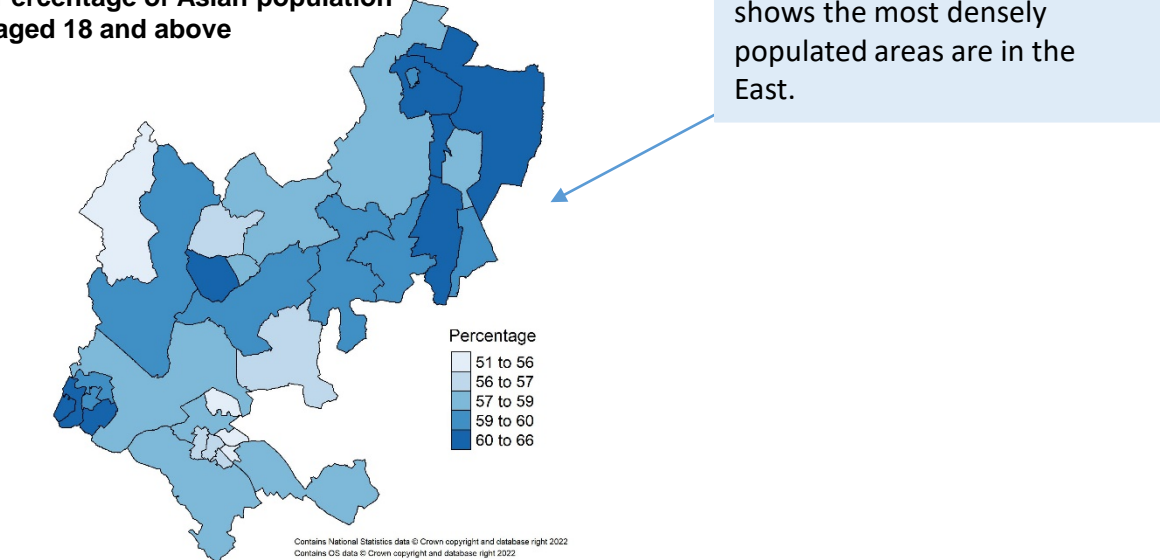 Percentage of Asian population
aged 18 and above
shows the most densely
populated areas are in the
East.
Percentage
51 to 56
56 to 57
57 to 59
59 to 60
60 to 66
Contains National Statistics data © Crown copyright and database right 2022
Contains OS data © Crown copyright and database right 2022